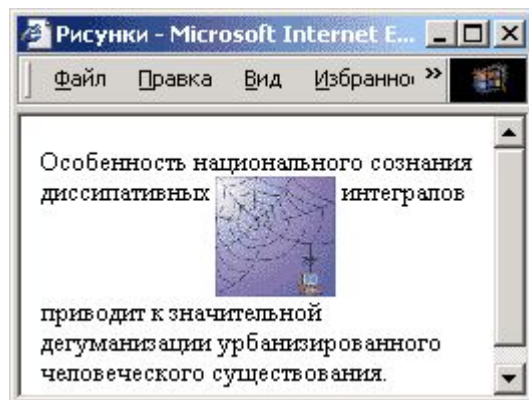 Рисунки - Microsoft Internet E...
Файл Правка Вид Избранно »
Особенность национального сознания
диссипативных интегралов
приводит к значительной
дегуманизации урбанизированного
человеческого существования.